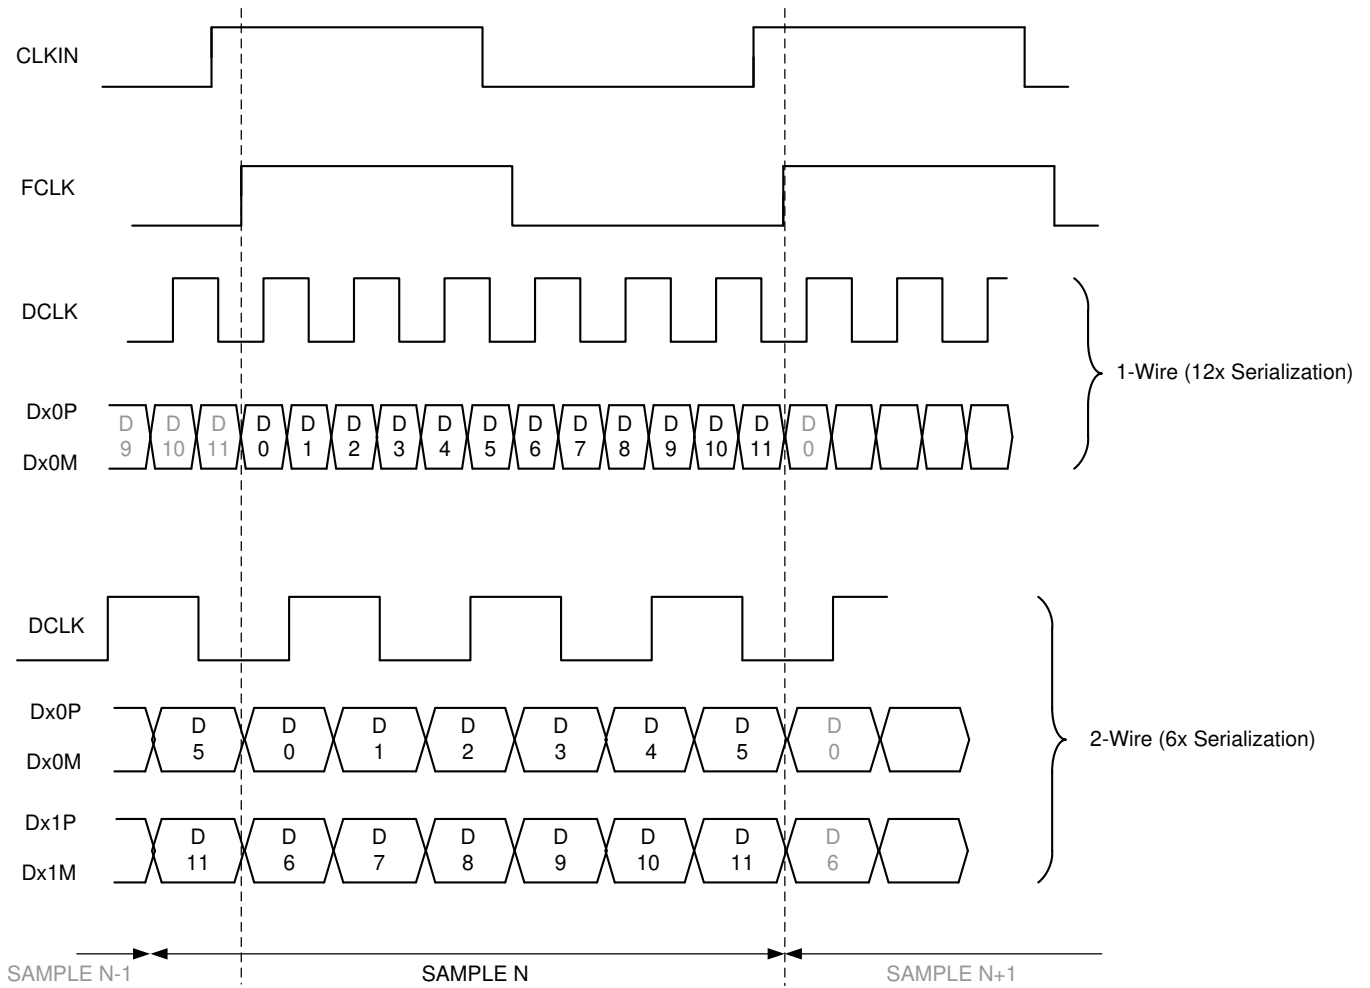 CLKIN
FCLK
DCLK
1-Wire (12x Serialization)
Dx0P
Dx0M
D 9
D 10
D 11
D 0
D 1
D 2
D 3
D 4
D 5
D 6
D 7
D 8
D 9
D 10
D 11
D 0
DCLK
2-Wire (6x Serialization)
Dx0P
Dx0M
D 5
D 0
D 1
D 2
D 3
D 4
D 5
D 0
Dx1P
Dx1M
D 11
D 6
D 7
D 8
D 9
D 10
D 11
D 6
SAMPLE N-1
SAMPLE N
SAMPLE N+1